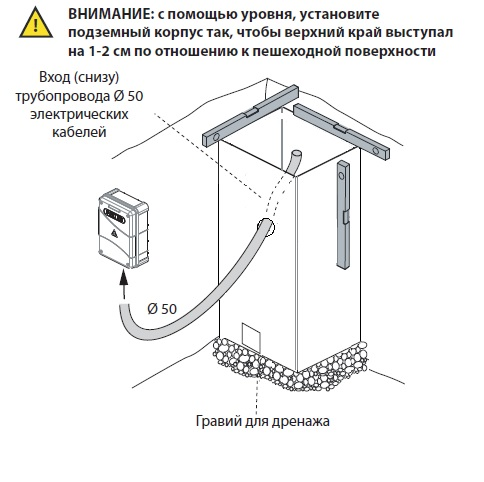 ВНИМАНИЕ: с помощью уровня, установите
подземный корпус так, чтобы верхний край выступал
на 1-2 см по отношению к пешеходной поверхности
Вход (снизу)
трубопровода Ø 50
электрических
кабелей
Ø 50
Гравий для дренажа